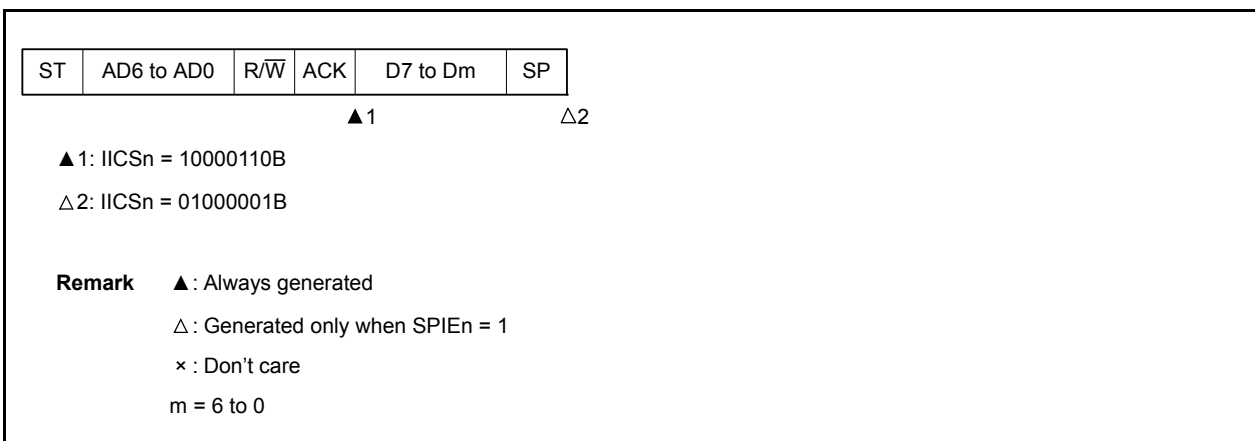 ST AD6 to AD0 R/W̅ ACK D7 to Dm SP
▲1 △2
▲1: IICSn = 10000110B
△2: IICSn = 01000001B
Remark ▲: Always generated
△: Generated only when SPIEn = 1
×: Don’t care
m = 6 to 0